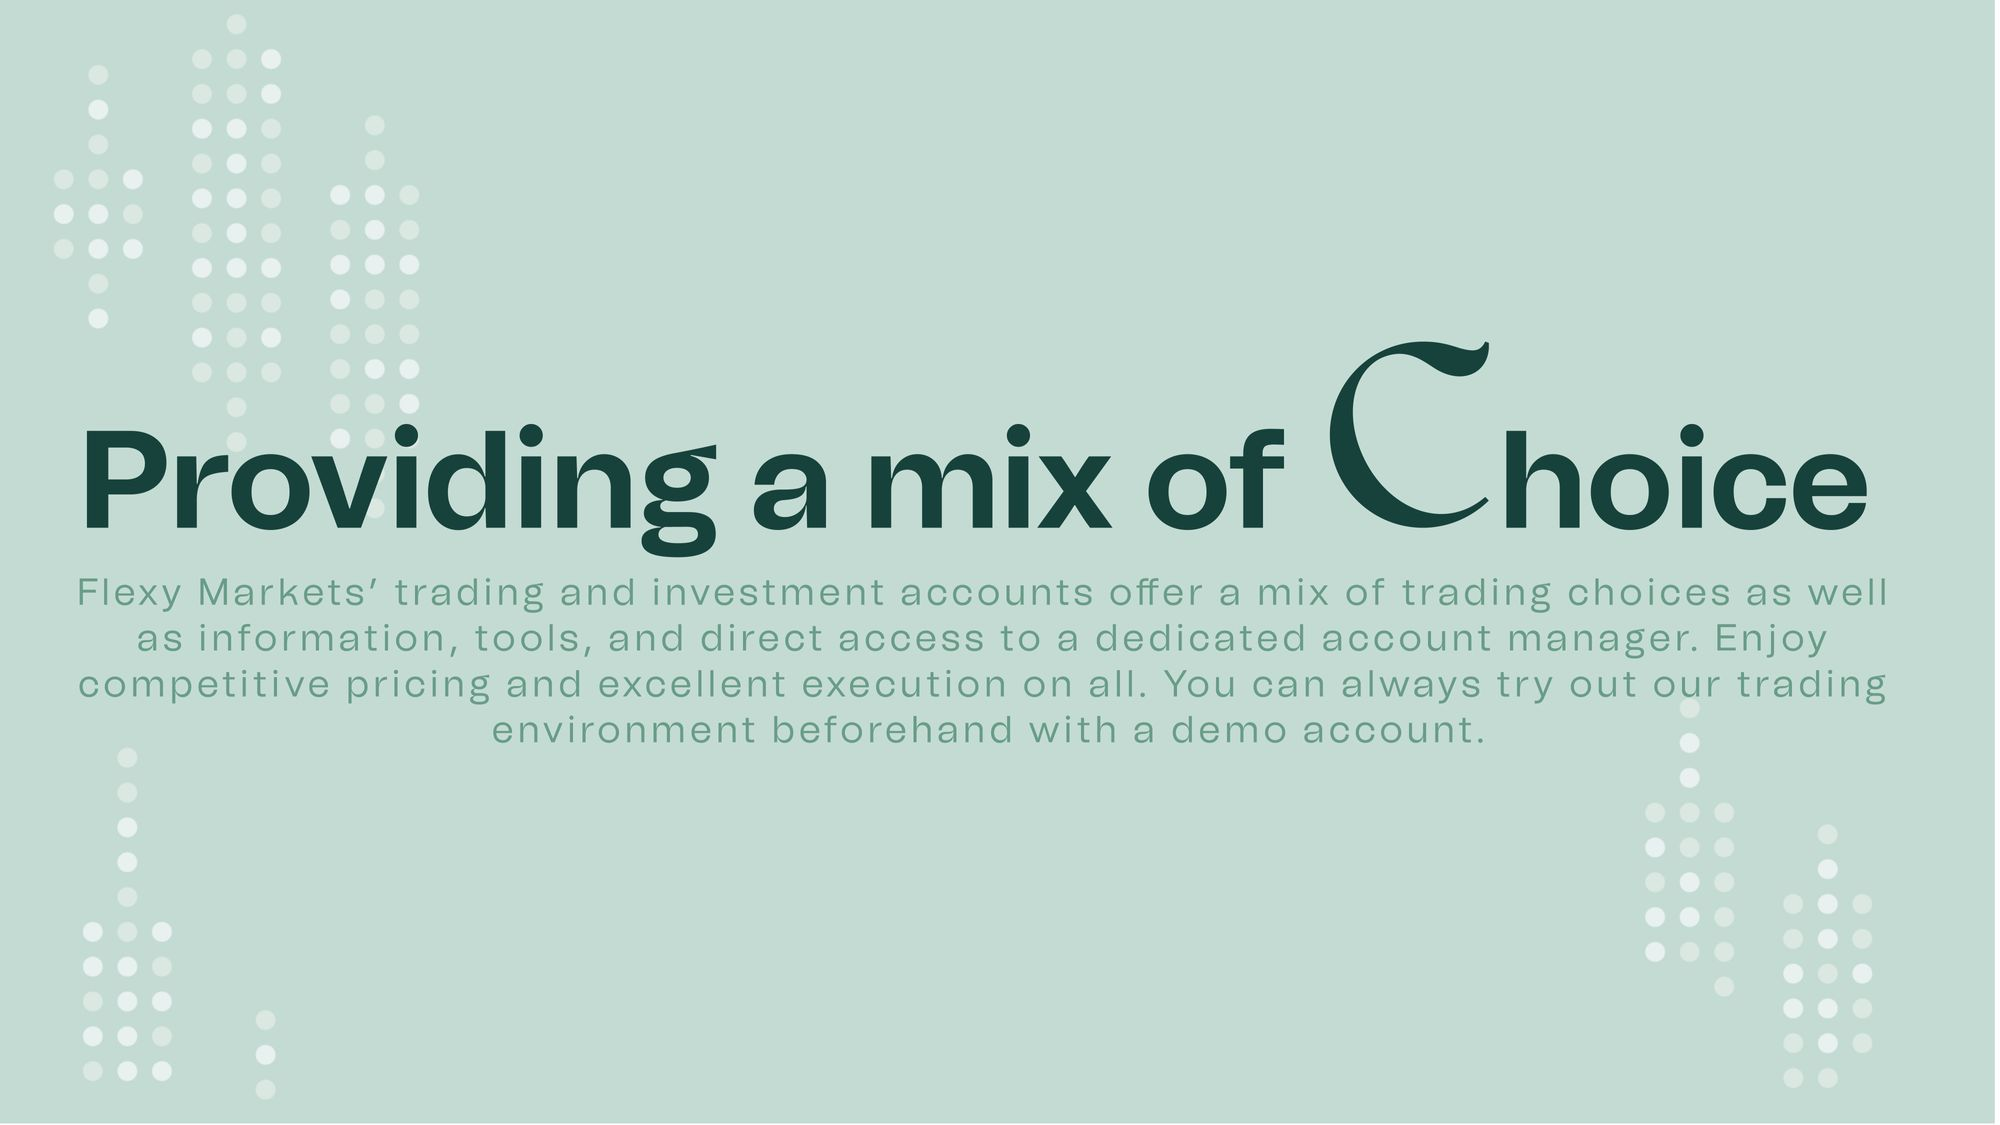 Providing a mix of Choice
Flexy Markets’ trading and investment accounts offer a mix of trading choices as well
as information, tools, and direct access to a dedicated account manager. Enjoy
competitive pricing and excellent execution on all. You can always try out our trading
environment beforehand with a demo account.